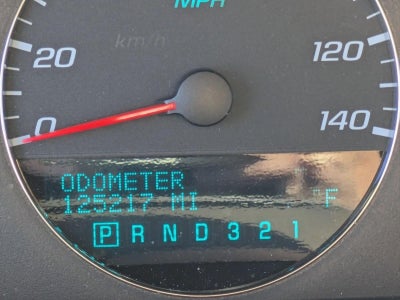 MPH
km/h
20
120
0
140
ODOMETER
125217 MI
°F
P R N D 3 2 1